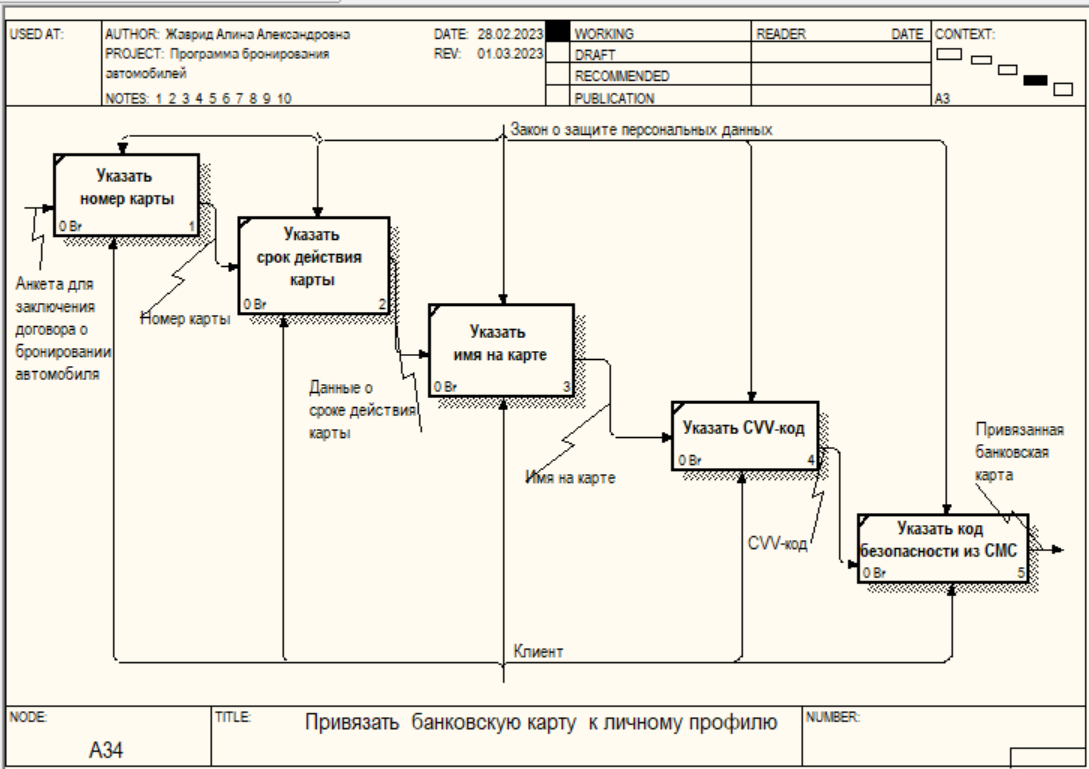 USED AT:
AUTHOR: Жаврид Алина Александровна
DATE: 28.02.2023
WORKING
READER
DATE
CONTEXT:
PROJECT: Программа бронирования
REV: 01.03.2023
DRAFT
автомобилей
RECOMMENDED
NOTES: 1 2 3 4 5 6 7 8 9 10
PUBLICATION
A3
Закон о защите персональных данных
Указать
номер карты
0 Br
1
Указать
срок действия
карты
0 Br
2
Анкета для
заключения
договора о
бронировании
автомобиля
Номер карты
Указать
имя на карте
0 Br
3
Данные о
сроке действия
карты
Указать CVV-код
0 Br
4
Имя на карте
Привязанная
банковская
карта
CVV-код
Указать код
безопасности из СМС
0 Br
5
Клиент
NODE:
A34
TITLE:
Привязать банковскую карту к личному профилю
NUMBER: